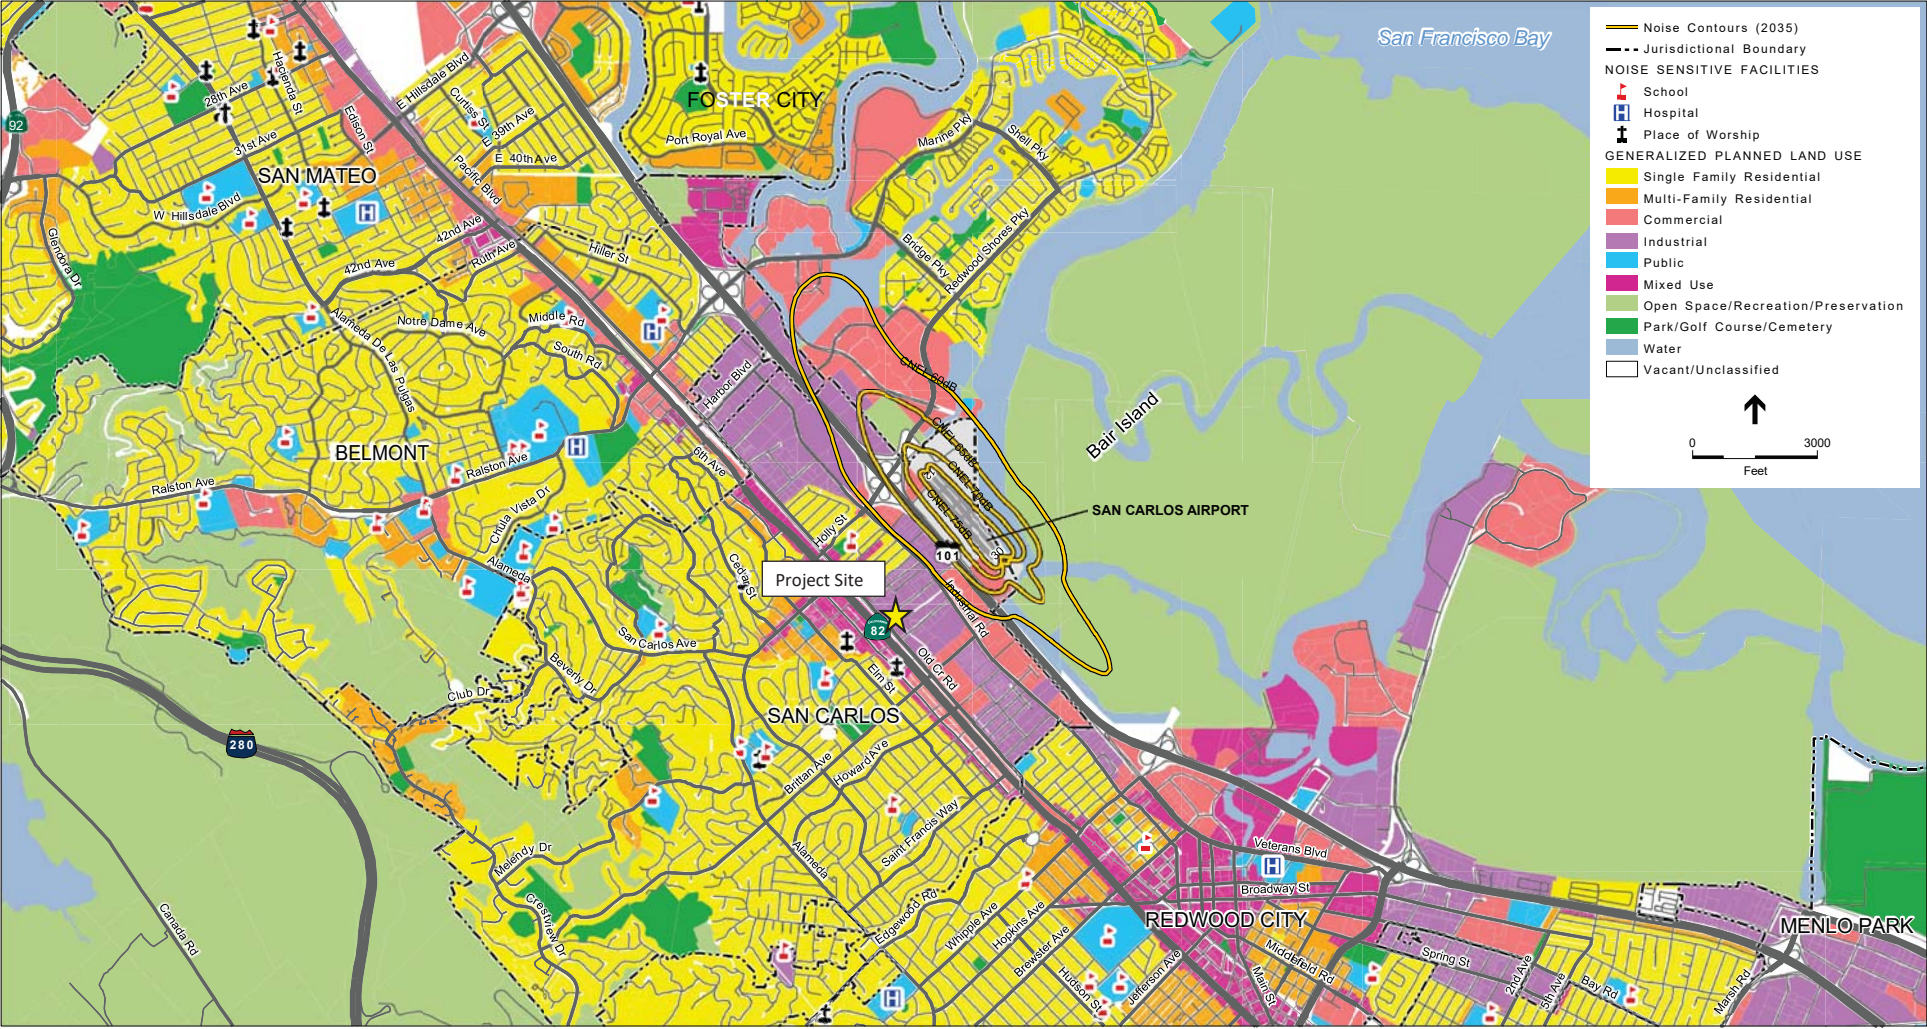 San Francisco Bay
Noise Contours (2035)
Jurisdictional Boundary
NOISE SENSITIVE FACILITIES
School
H Hospital
Place of Worship
GENERALIZED PLANNED LAND USE
Single Family Residential
Multi-Family Residential
Commercial
Industrial
Public
Mixed Use
Open Space/Recreation/Preservation
Park/Golf Course/Cemetery
Water
Vacant/Unclassified
0 3000
Feet
92
28th Ave
Hacienda St
31st Ave
Edison St
E Hillsdale Blvd
Curtiss St
E 39th Ave
E 40th Ave
Pacific Blvd
SAN MATEO
W Hillsdale Blvd
H
Glendora Dr
42nd Ave
42nd Ave
Ruth Ave
Hiller St
FOSTER CITY
Port Royal Ave
Marine Pky
Shell Pky
Bridge Pky
Redwood Shores Pky
Alameda De Las Pulgas
Notre Dame Ave
Middle Rd
South Rd
H
Harbor Blvd
CNEL 60dB
CNEL 65dB
CNEL 70dB
CNEL 75dB
12
30
Bair Island
SAN CARLOS AIRPORT
BELMONT
H
6th Ave
Ralston Ave
Ralston Ave
Chula Vista Dr
Alameda
Holly St
Cedar St
101
Project Site
82
Industrial Rd
Old Cr Rd
Elm St
San Carlos Ave
Beverly Dr
Club Dr
SAN CARLOS
280
Brittan Ave
Howard Ave
Saint Francis Way
Alameda
Melendy Dr
Crestview Dr
Canada Rd
Edgewood Rd
Whipple Ave
Hopkins Ave
Brewster Ave
Hudson St
Jefferson Ave
H
Veterans Blvd
H
Broadway St
REDWOOD CITY
Middlefield Rd
Main St
Spring St
2nd Ave
5th Ave
Bay Rd
Marsh Rd
MENLO PARK